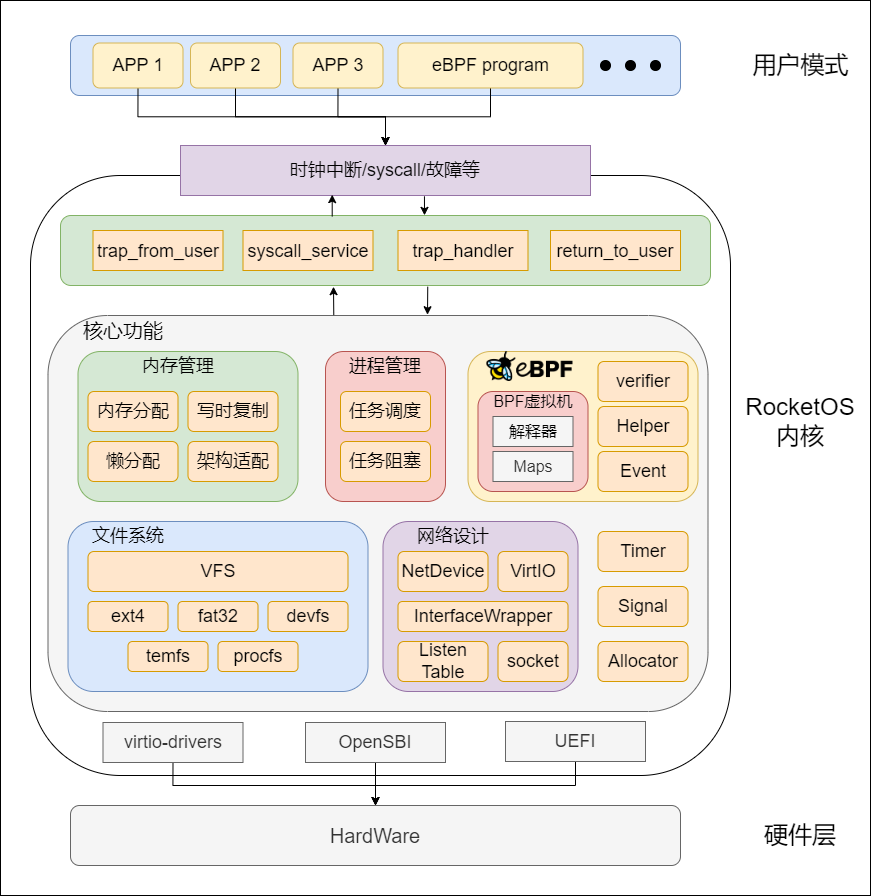 APP 1
APP 2
APP 3
eBPF program
用户模式
时钟中断/syscall/故障等
trap_from_user
syscall_service
trap_handler
return_to_user
核心功能
内存管理
内存分配
写时复制
懒分配
架构适配
进程管理
任务调度
任务阻塞
eBPF
BPF虚拟机
解释器
Maps
verifier
Helper
Event
RocketOS
内核
文件系统
VFS
ext4
fat32
devfs
temfs
procfs
网络设计
NetDevice
VirtIO
InterfaceWrapper
Listen
Table
socket
Timer
Signal
Allocator
virtio-drivers
OpenSBI
UEFI
HardWare
硬件层